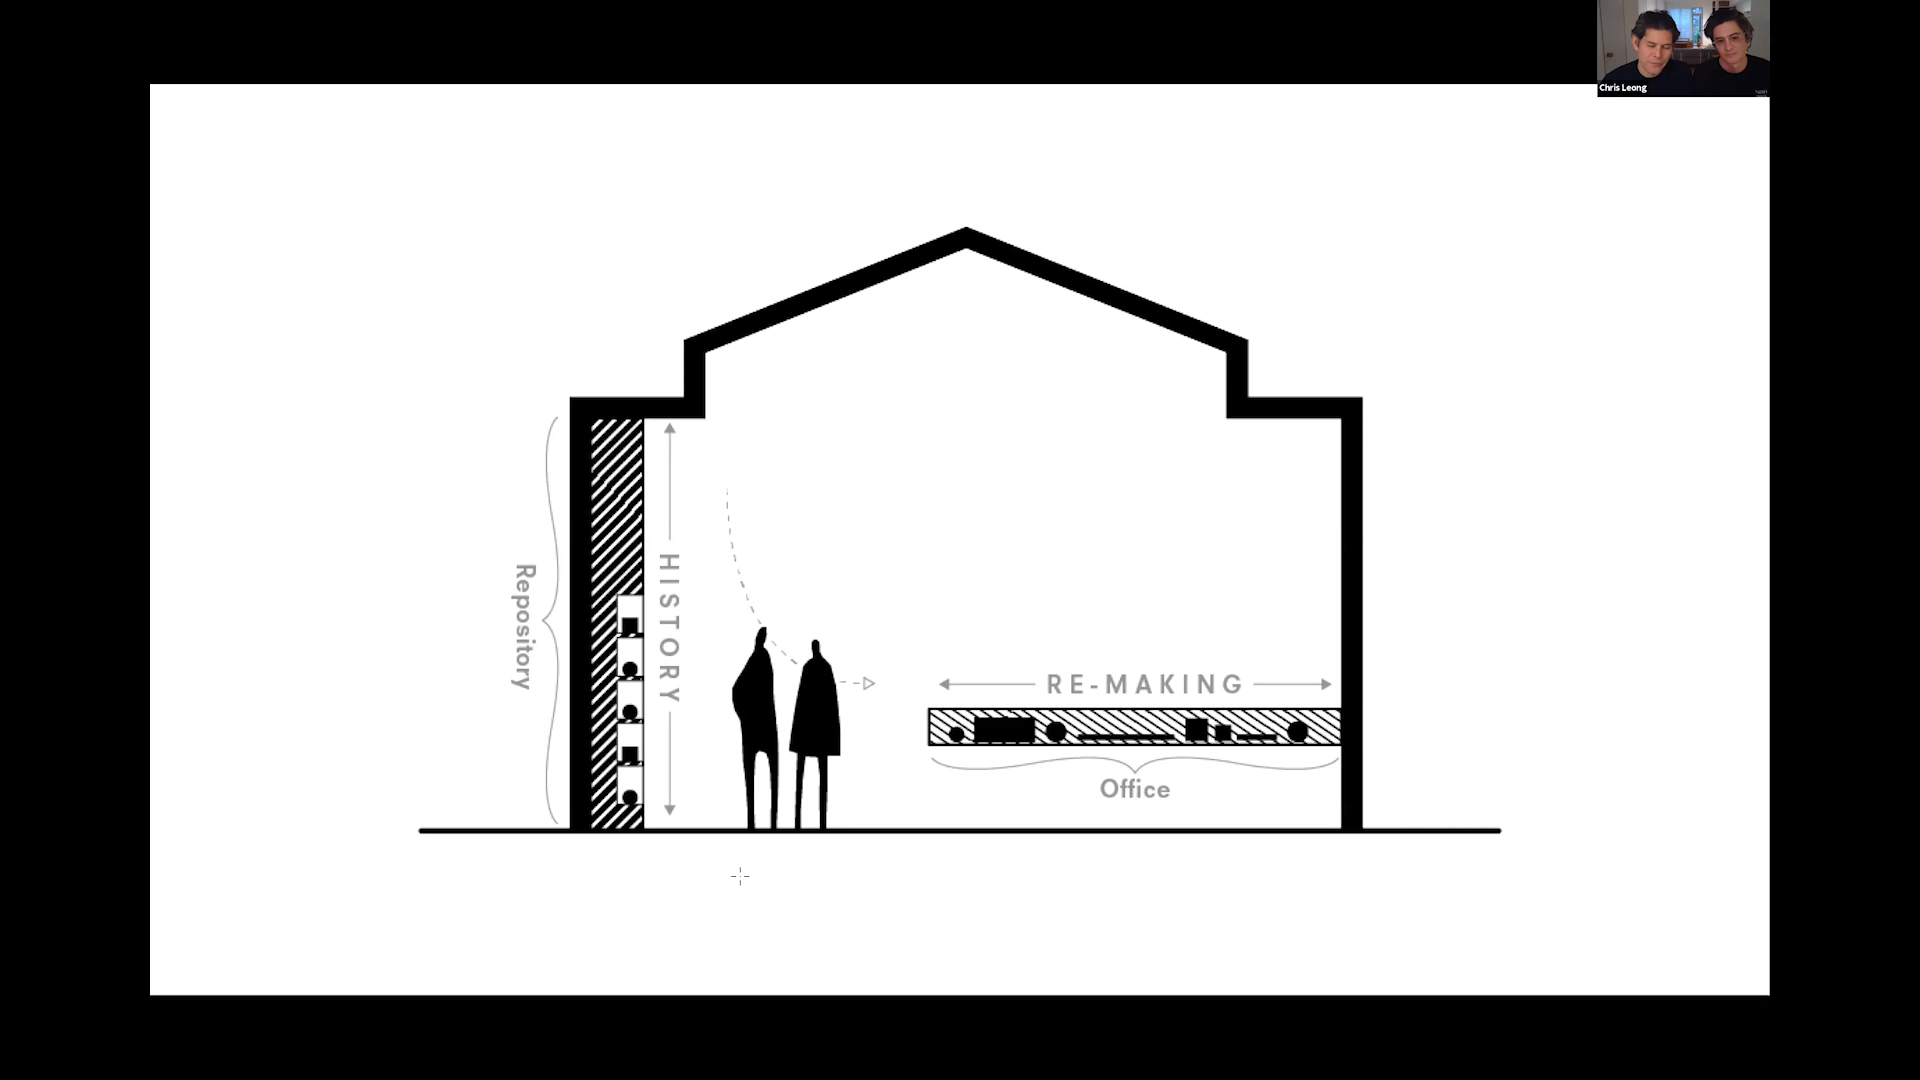 Chris Leong
Repository
HISTORY
RE-MAKING
Office